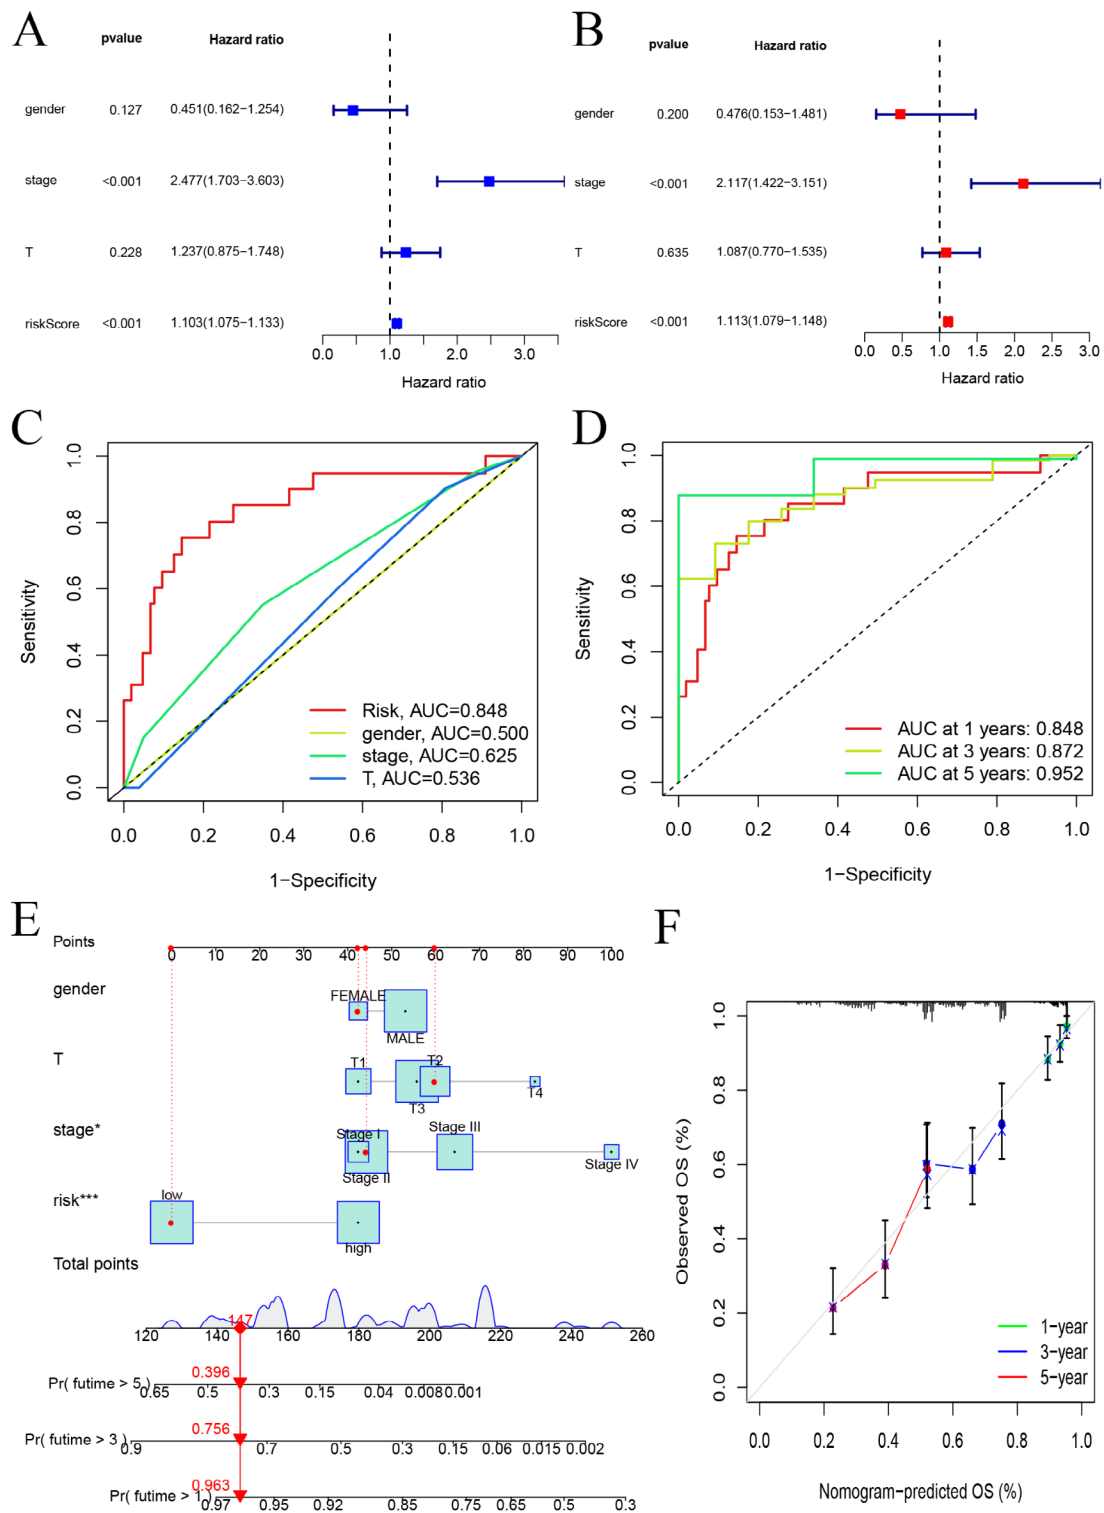 A
pvalue Hazard ratio
gender 0.127 0.451(0.162−1.254)
stage <0.001 2.477(1.703−3.603)
T 0.228 1.237(0.875−1.748)
riskScore <0.001 1.103(1.075−1.133)
0.0 1.0 2.0 3.0
Hazard ratio
B
pvalue Hazard ratio
gender 0.200 0.476(0.153−1.481)
stage <0.001 2.117(1.422−3.151)
T 0.635 1.087(0.770−1.535)
riskScore <0.001 1.113(1.079−1.148)
0.0 0.5 1.0 1.5 2.0 2.5 3.0
Hazard ratio
C
Sensitivity
1.0
0.8
0.6
0.4
0.2
0.0
Risk, AUC=0.848
gender, AUC=0.500
stage, AUC=0.625
T, AUC=0.536
0.0 0.2 0.4 0.6 0.8 1.0
1−Specificity
D
Sensitivity
1.0
0.8
0.6
0.4
0.2
0.0
AUC at 1 years: 0.848
AUC at 3 years: 0.872
AUC at 5 years: 0.952
0.0 0.2 0.4 0.6 0.8 1.0
1−Specificity
E
Points
0 10 20 30 40 50 60 70 80 90 100
gender
FEMALE
MALE
T
T1 T2
T3 T4
stage*
Stage I Stage III
Stage II Stage IV
risk***
low
high
Total points
147
120 140 160 180 200 220 240 260
0.396
Pr( futime > 5 )
0.65 0.5 0.3 0.15 0.04 0.008 0.001
0.756
Pr( futime > 3 )
0.9 0.7 0.5 0.3 0.15 0.06 0.015 0.002
0.963
Pr( futime > 1 )
0.97 0.95 0.92 0.85 0.75 0.65 0.5 0.3
F
Observed OS (%)
1.0
0.8
0.6
0.4
0.2
0.0
1−year
3−year
5−year
0.0 0.2 0.4 0.6 0.8 1.0
Nomogram−predicted OS (%)